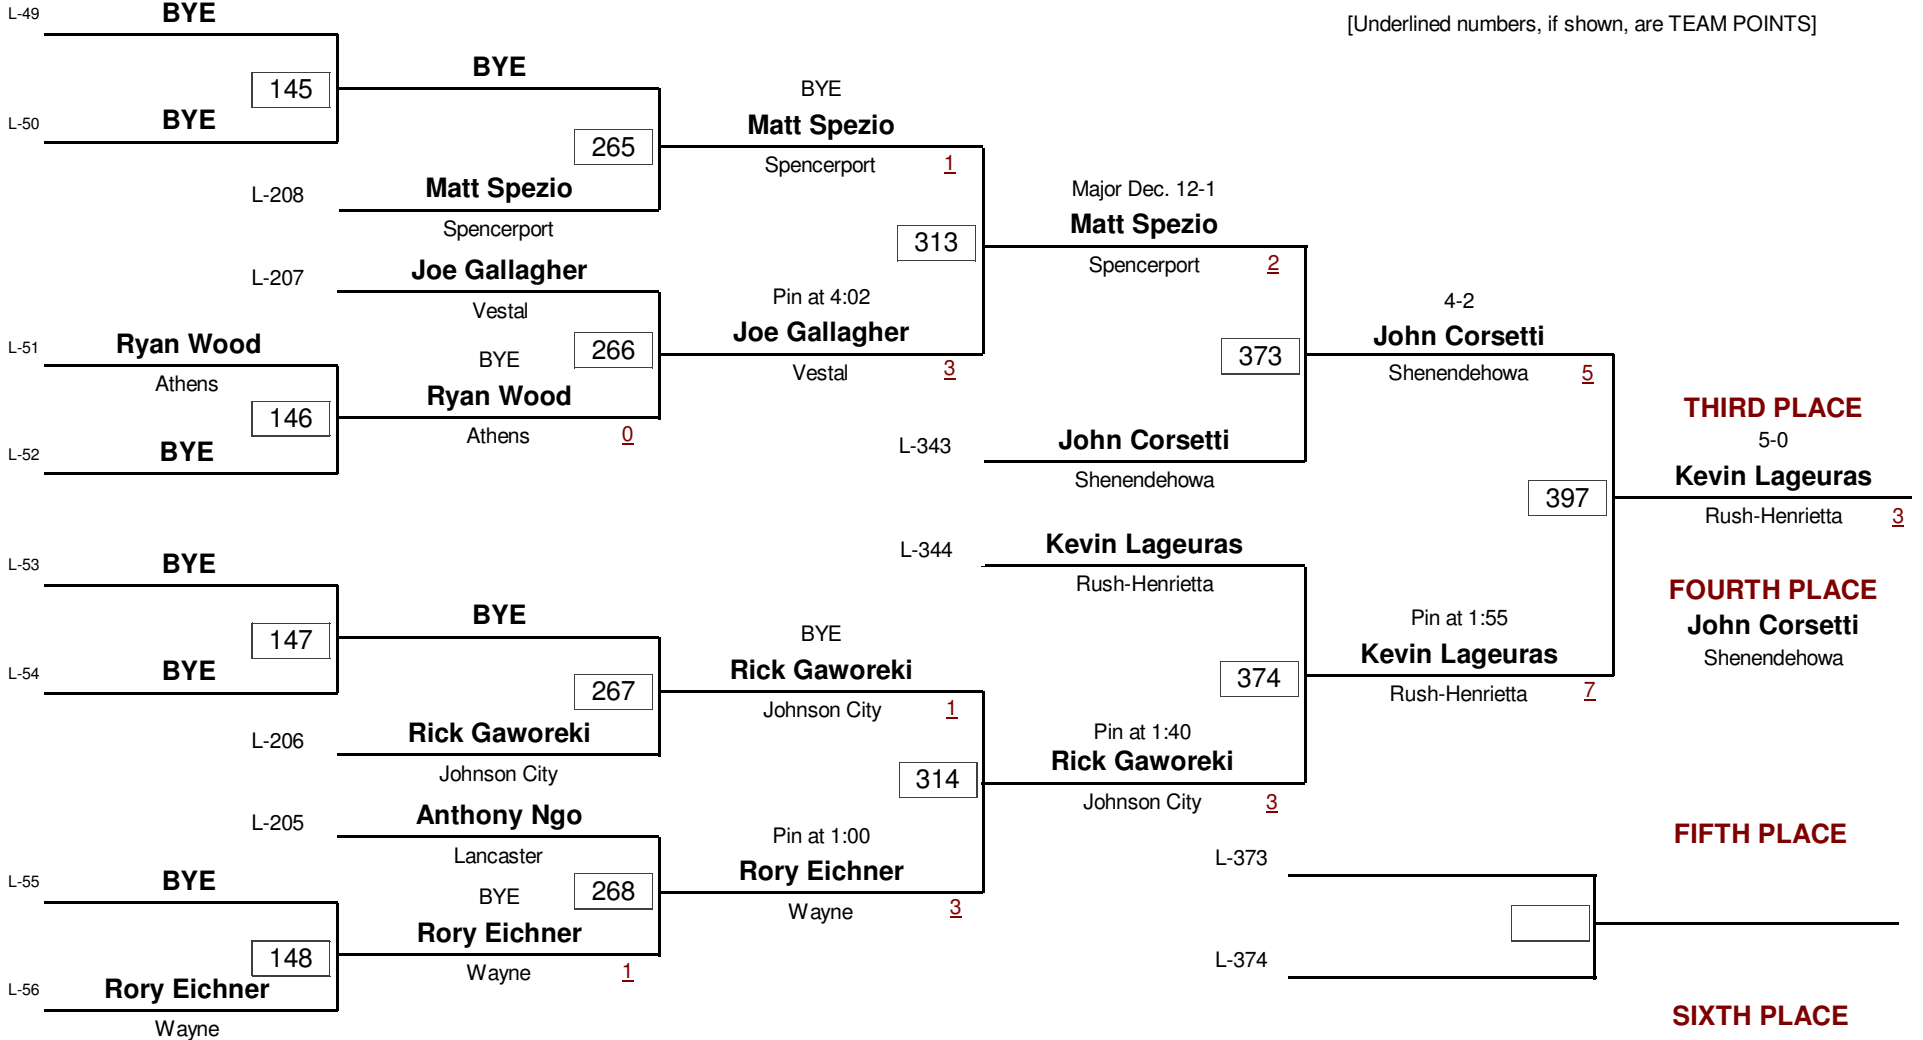 L-49
BYE
[Underlined numbers, if shown, are TEAM POINTS]
145
BYE
L-50
BYE
265
BYE
Matt Spezio
Spencerport
1
L-208
Matt Spezio
Spencerport
313
Major Dec. 12-1
Matt Spezio
Spencerport
2
L-207
Joe Gallagher
Vestal
266
Pin at 4:02
Joe Gallagher
Vestal
3
L-51
Ryan Wood
Athens
146
BYE
Ryan Wood
Athens
0
L-52
BYE
373
4-2
John Corsetti
Shenendehowa
5
L-343
John Corsetti
Shenendehowa
397
THIRD PLACE
5-0
Kevin Lageuras
Rush-Henrietta
3
L-344
Kevin Lageuras
Rush-Henrietta
FOURTH PLACE
John Corsetti
Shenendehowa
L-53
BYE
147
BYE
L-54
BYE
267
BYE
Rick Gaworeki
Johnson City
1
374
Pin at 1:55
Kevin Lageuras
Rush-Henrietta
7
L-206
Rick Gaworeki
Johnson City
314
Pin at 1:40
Rick Gaworeki
Johnson City
3
L-205
Anthony Ngo
Lancaster
268
Pin at 1:00
Rory Eichner
Wayne
3
L-55
BYE
148
BYE
Rory Eichner
Wayne
1
L-56
Rory Eichner
Wayne
FIFTH PLACE
L-373
L-374
SIXTH PLACE